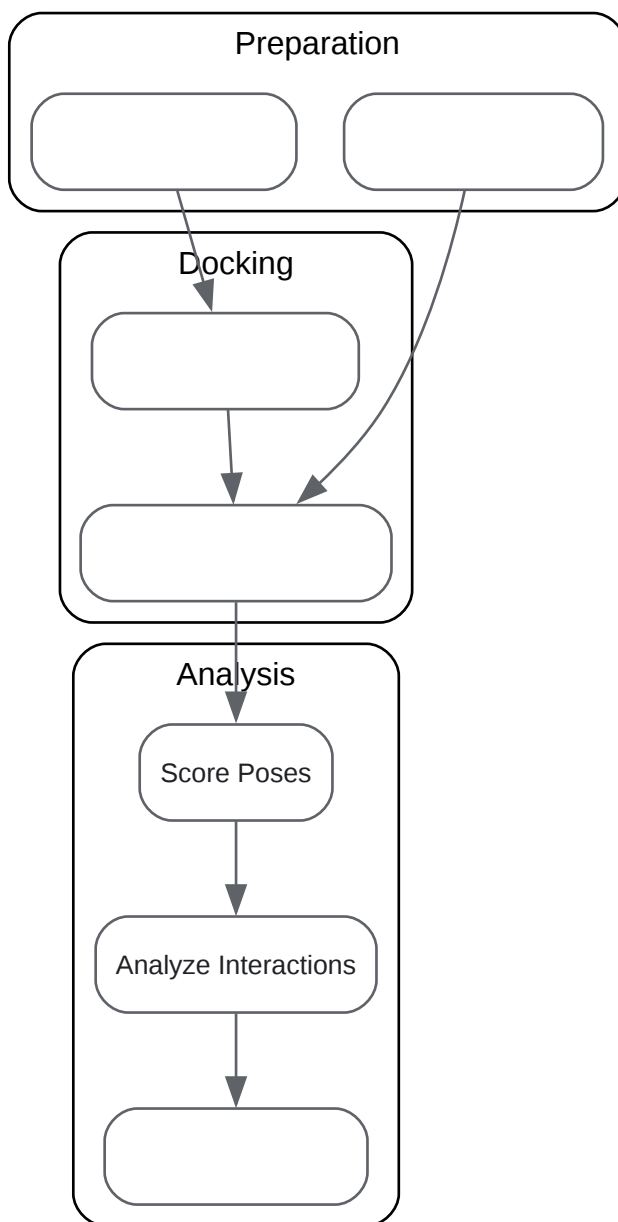 Preparation
Docking
Analysis
Score Poses
Analyze Interactions